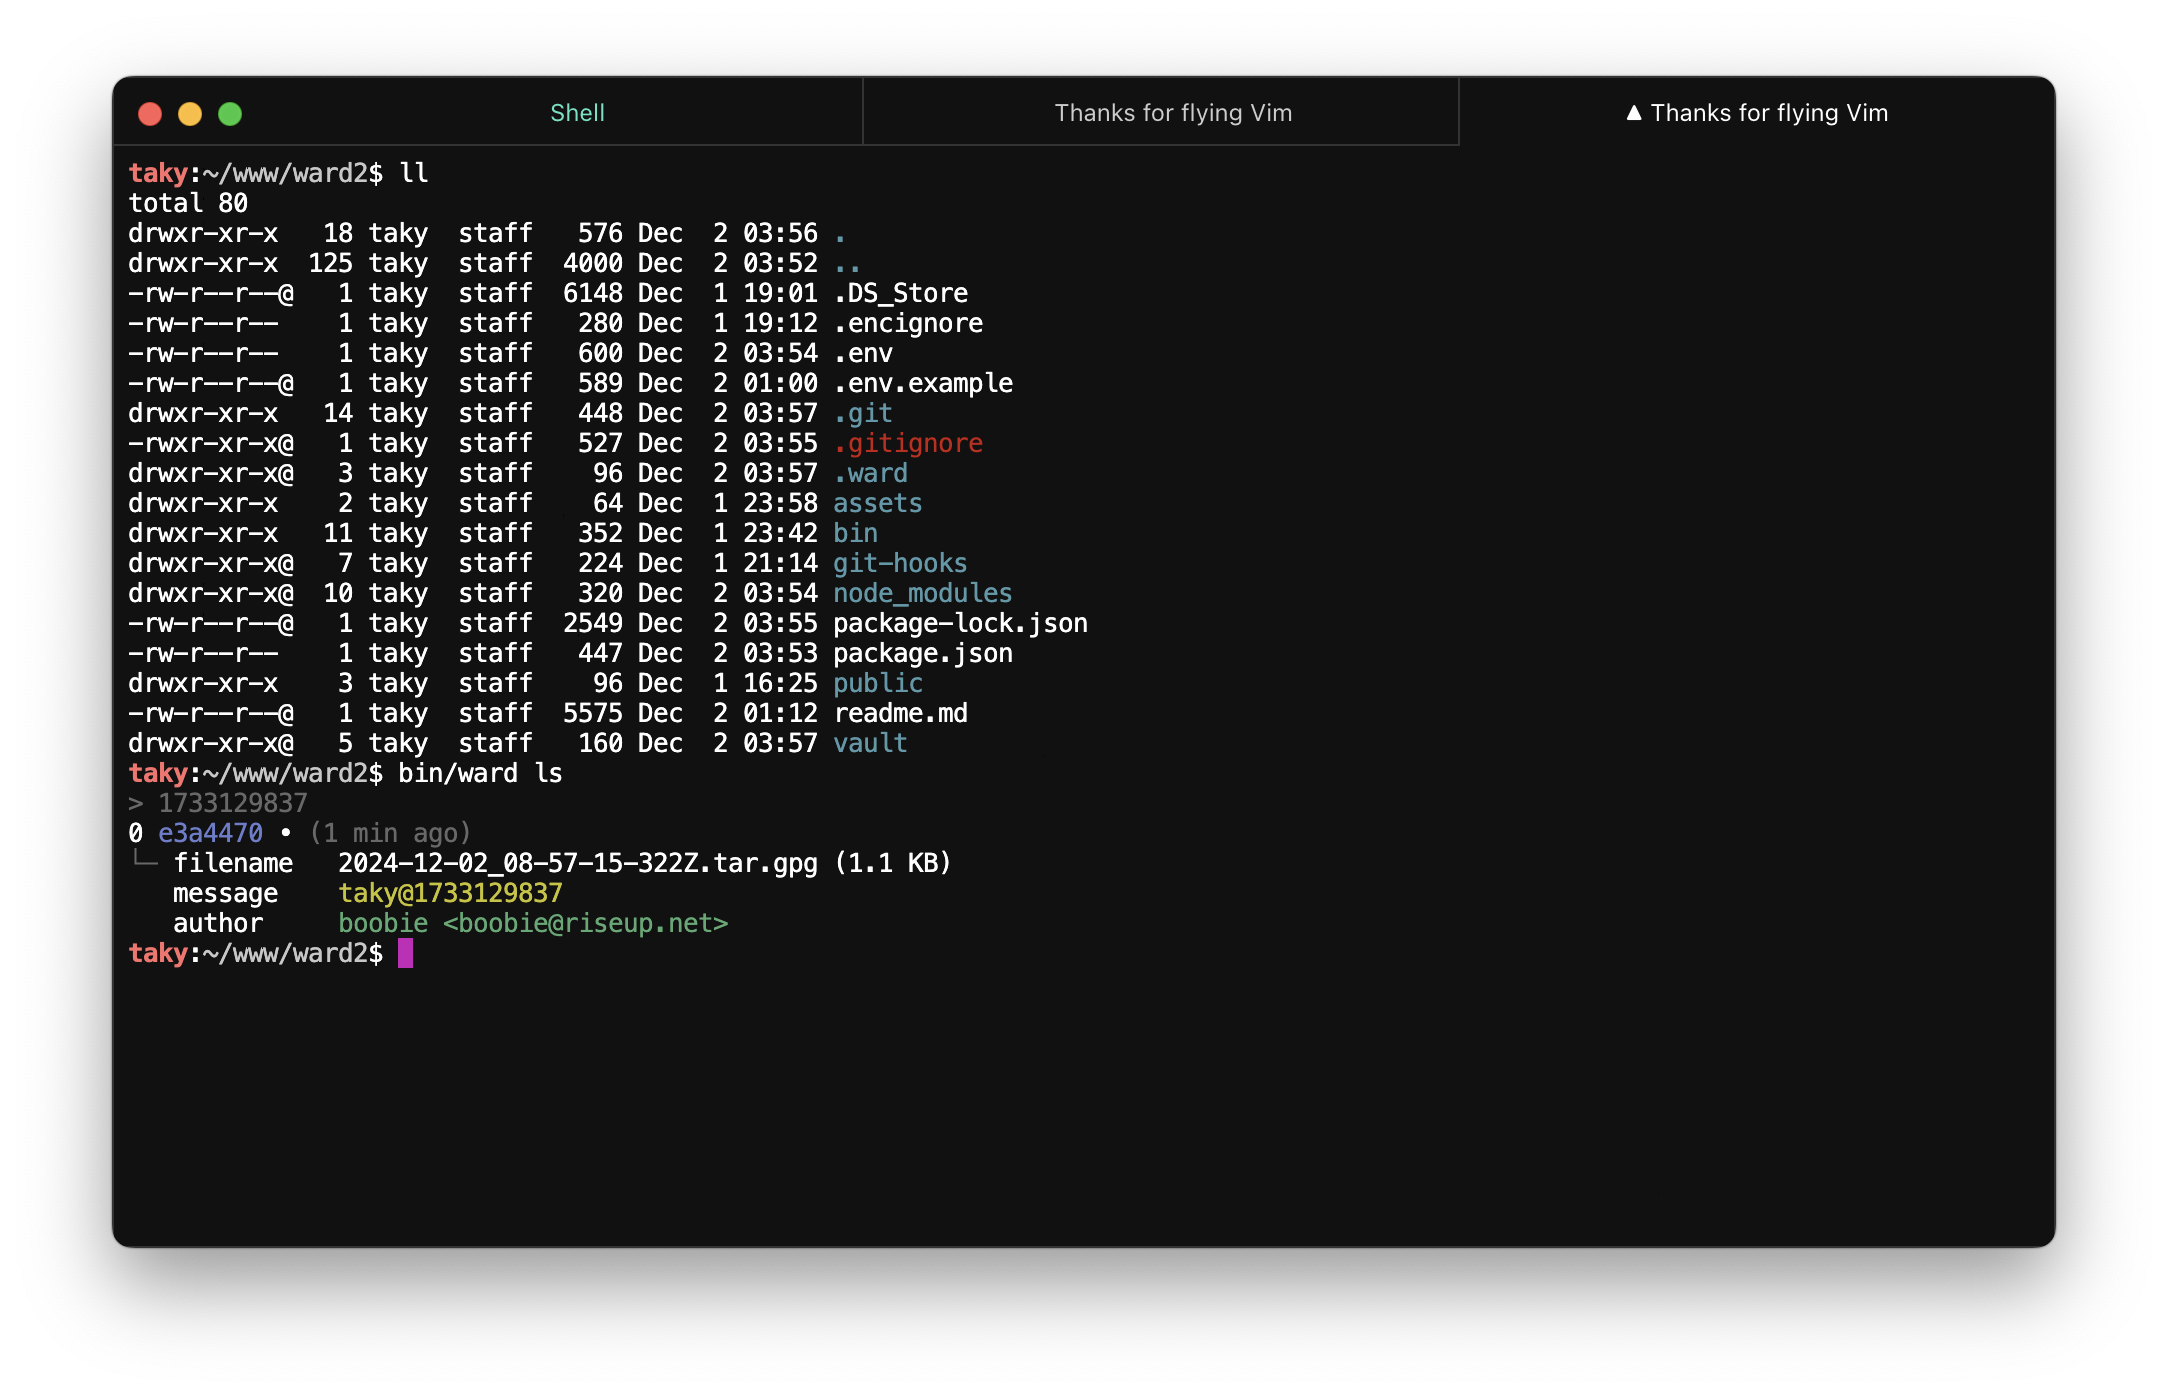 Shell
Thanks for flying Vim
▲ Thanks for flying Vim
taky:~/www/ward2$ ll
total 80
drwxr-xr-x   18 taky  staff   576 Dec  2 03:56 .
drwxr-xr-x  125 taky  staff  4000 Dec  2 03:52 ..
-rw-r--r--@   1 taky  staff  6148 Dec  1 19:01 .DS_Store
-rw-r--r--    1 taky  staff   280 Dec  1 19:12 .encignore
-rw-r--r--    1 taky  staff   600 Dec  2 03:54 .env
-rw-r--r--@   1 taky  staff   589 Dec  2 01:00 .env.example
drwxr-xr-x   14 taky  staff   448 Dec  2 03:57 .git
-rwxr-xr-x@   1 taky  staff   527 Dec  2 03:55 .gitignore
drwxr-xr-x@   3 taky  staff    96 Dec  2 03:57 .ward
drwxr-xr-x    2 taky  staff    64 Dec  1 23:58 assets
drwxr-xr-x   11 taky  staff   352 Dec  1 23:42 bin
drwxr-xr-x@   7 taky  staff   224 Dec  1 21:14 git-hooks
drwxr-xr-x@  10 taky  staff   320 Dec  2 03:54 node_modules
-rw-r--r--@   1 taky  staff  2549 Dec  2 03:55 package-lock.json
-rw-r--r--    1 taky  staff   447 Dec  2 03:53 package.json
drwxr-xr-x    3 taky  staff    96 Dec  1 16:25 public
-rw-r--r--@   1 taky  staff  5575 Dec  2 01:12 readme.md
drwxr-xr-x@   5 taky  staff   160 Dec  2 03:57 vault
taky:~/www/ward2$ bin/ward ls
> 1733129837
0 e3a4470 • (1 min ago)
└─ filename   2024-12-02_08-57-15-322Z.tar.gpg (1.1 KB)
   message    taky@1733129837
   author     boobie <boobie@riseup.net>
taky:~/www/ward2$